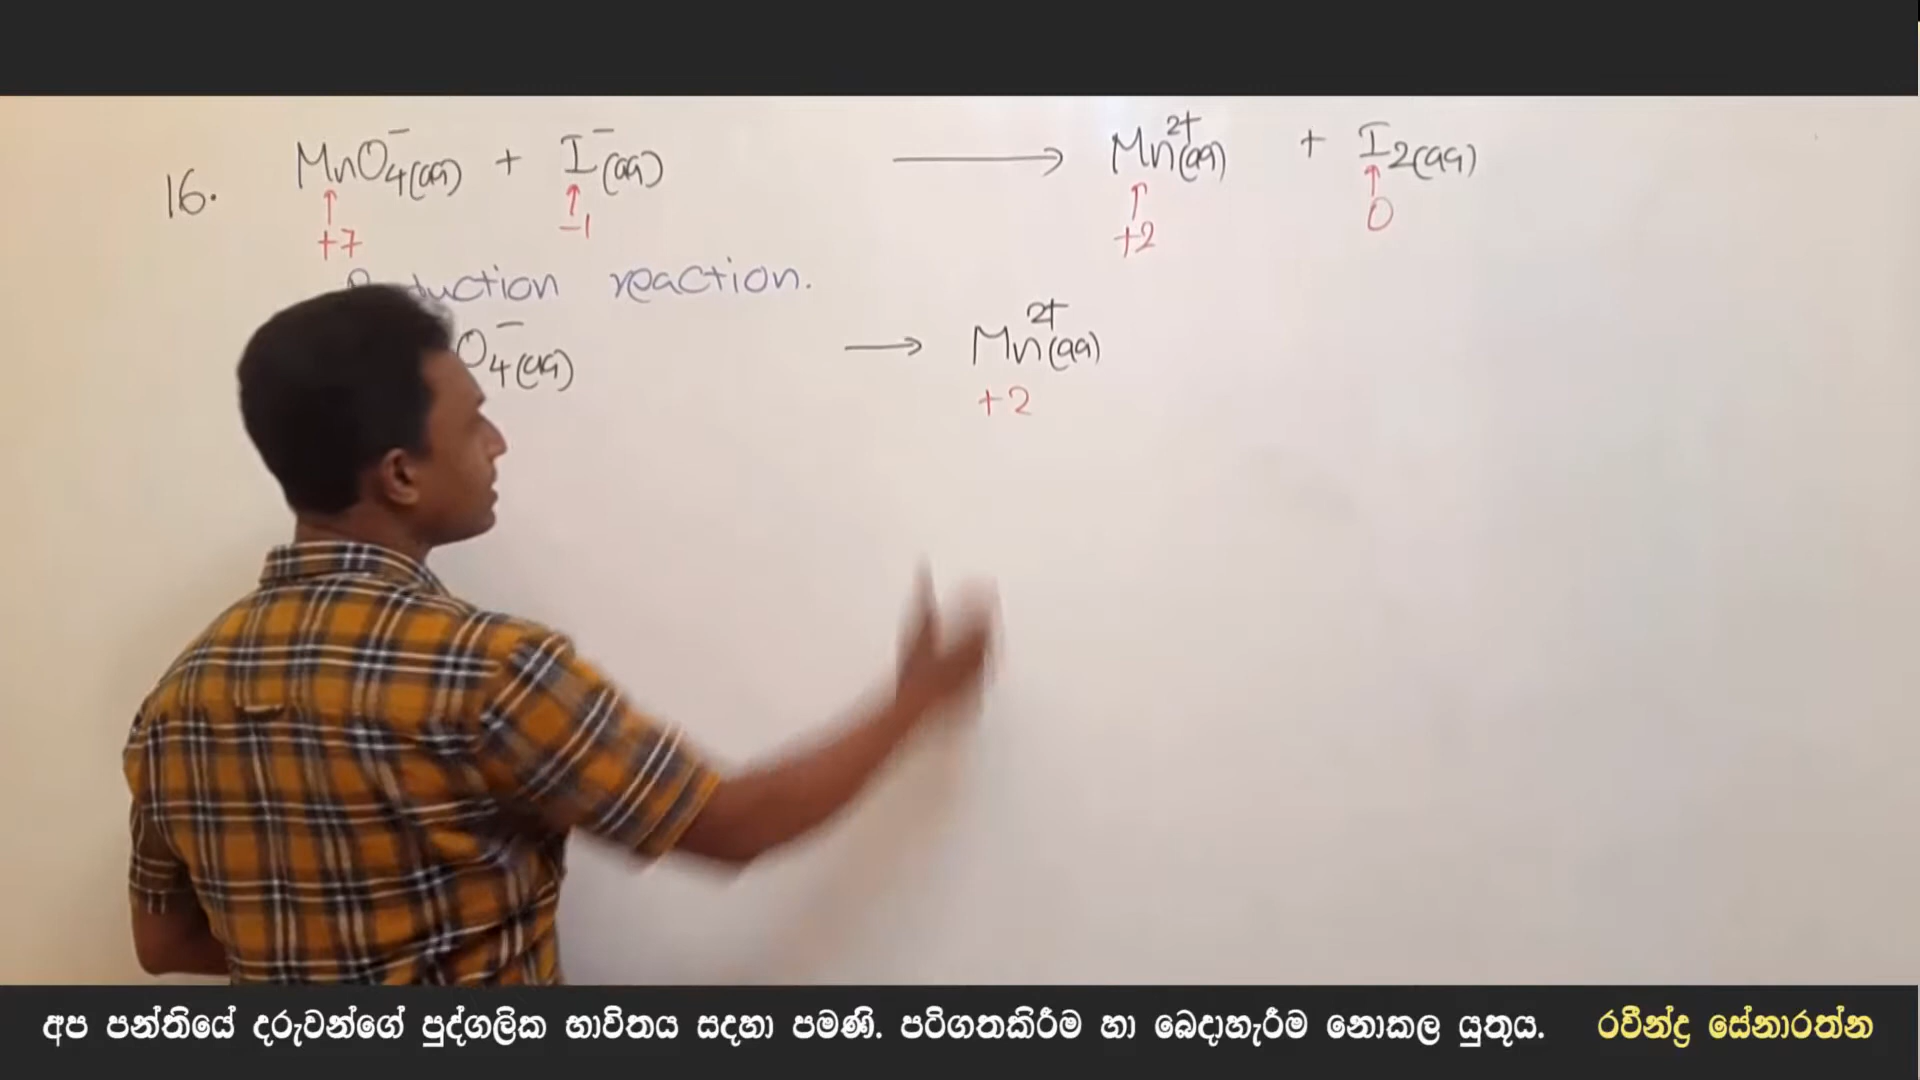 16. MnO₄⁻(aq) + I⁻(aq) ⟶ Mn²⁺(aq) + I₂(aq)
↑ ↑ ↑ ↑
+7 -1 +2 0
reaction.
O₄⁻(aq) → Mn²⁺(aq)
+2
අප පන්තියේ දරුවන්ගේ පුද්ගලික භාවිතය සදහා පමණි. පටිගතකිරීම හා බෙදාහැරීම නොකල යුතූය. රවීන්ද්‍ර සේනාරත්න